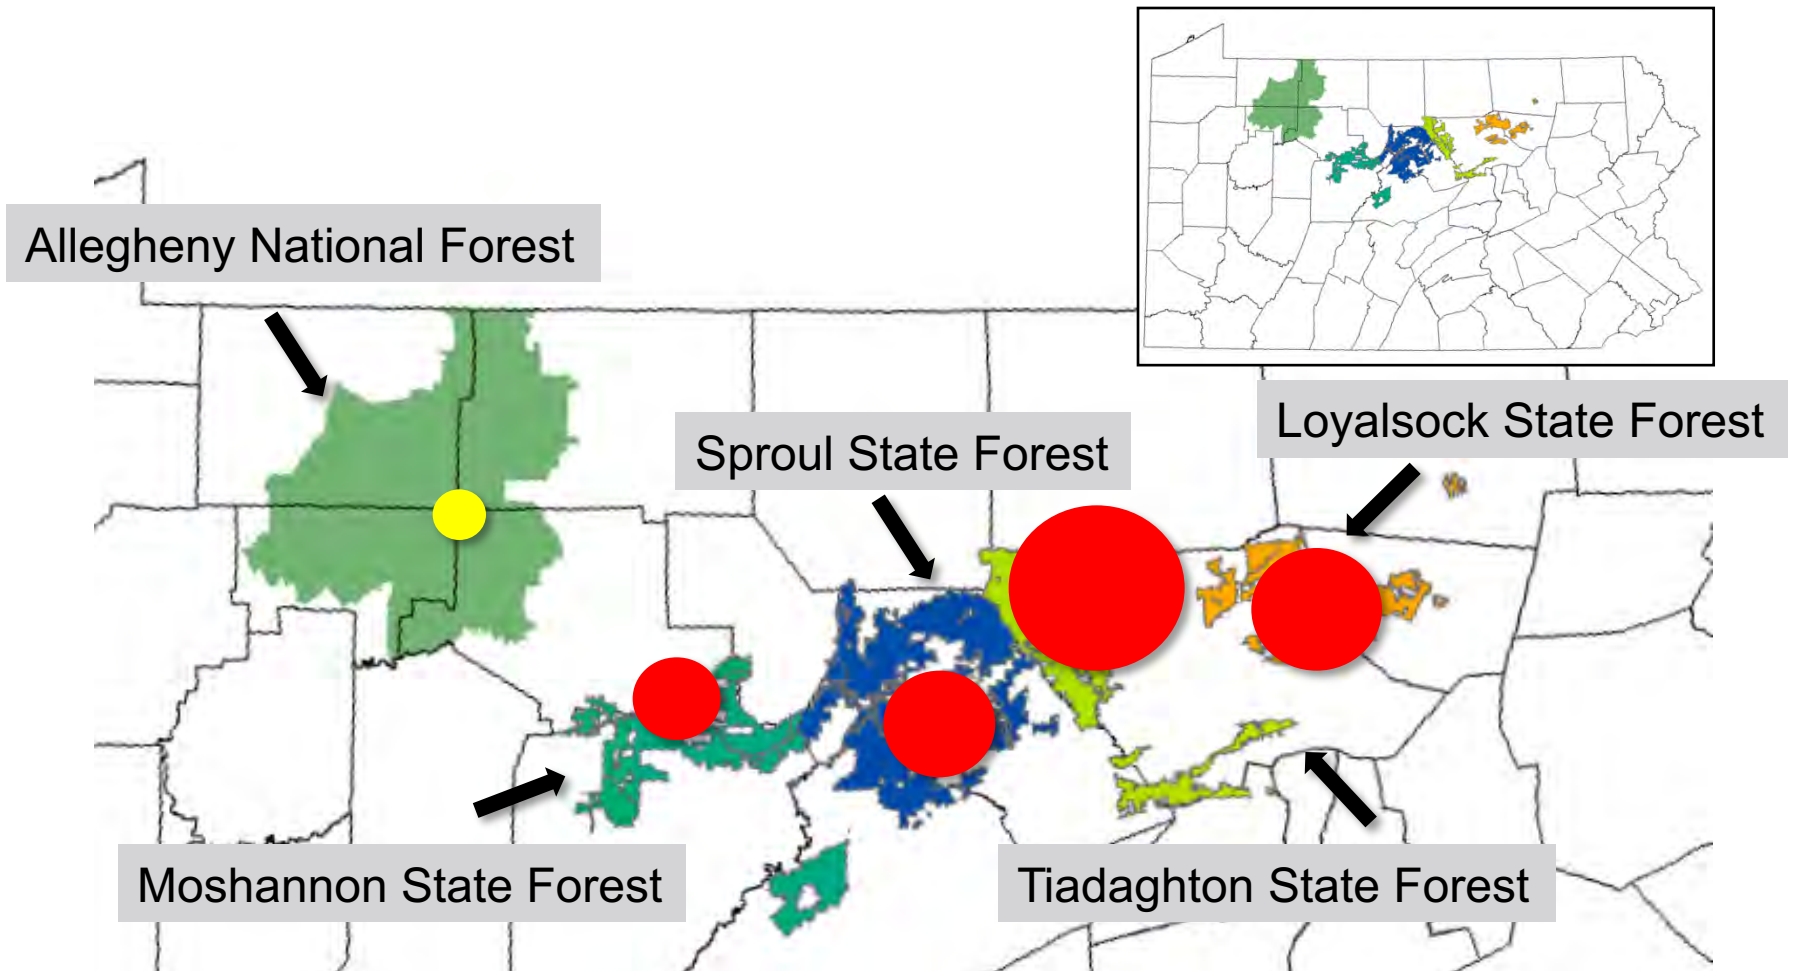 Allegheny National Forest
Loyalsock State Forest
Sproul State Forest
Moshannon State Forest
Tiadaghton State Forest